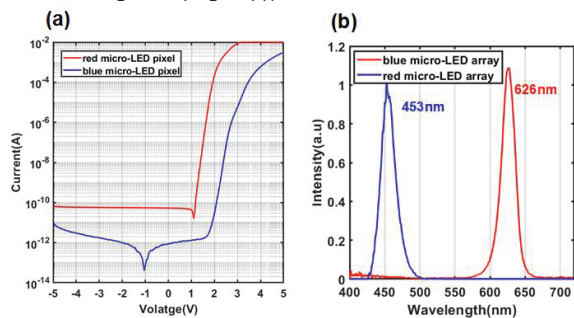 (a)
red micro-LED pixel
blue micro-LED pixel
Current(A)
10-2
10-4
10-6
10-8
10-10
10-12
10-14
-5 -4 -3 -2 -1 0 1 2 3 4 5
Volatge(V)
(b)
blue micro-LED array
red micro-LED array
453nm
626nm
Intensity(a.u)
1.2
1
0.8
0.6
0.4
0.2
0
400 450 500 550 600 650 700
Wavelength(nm)